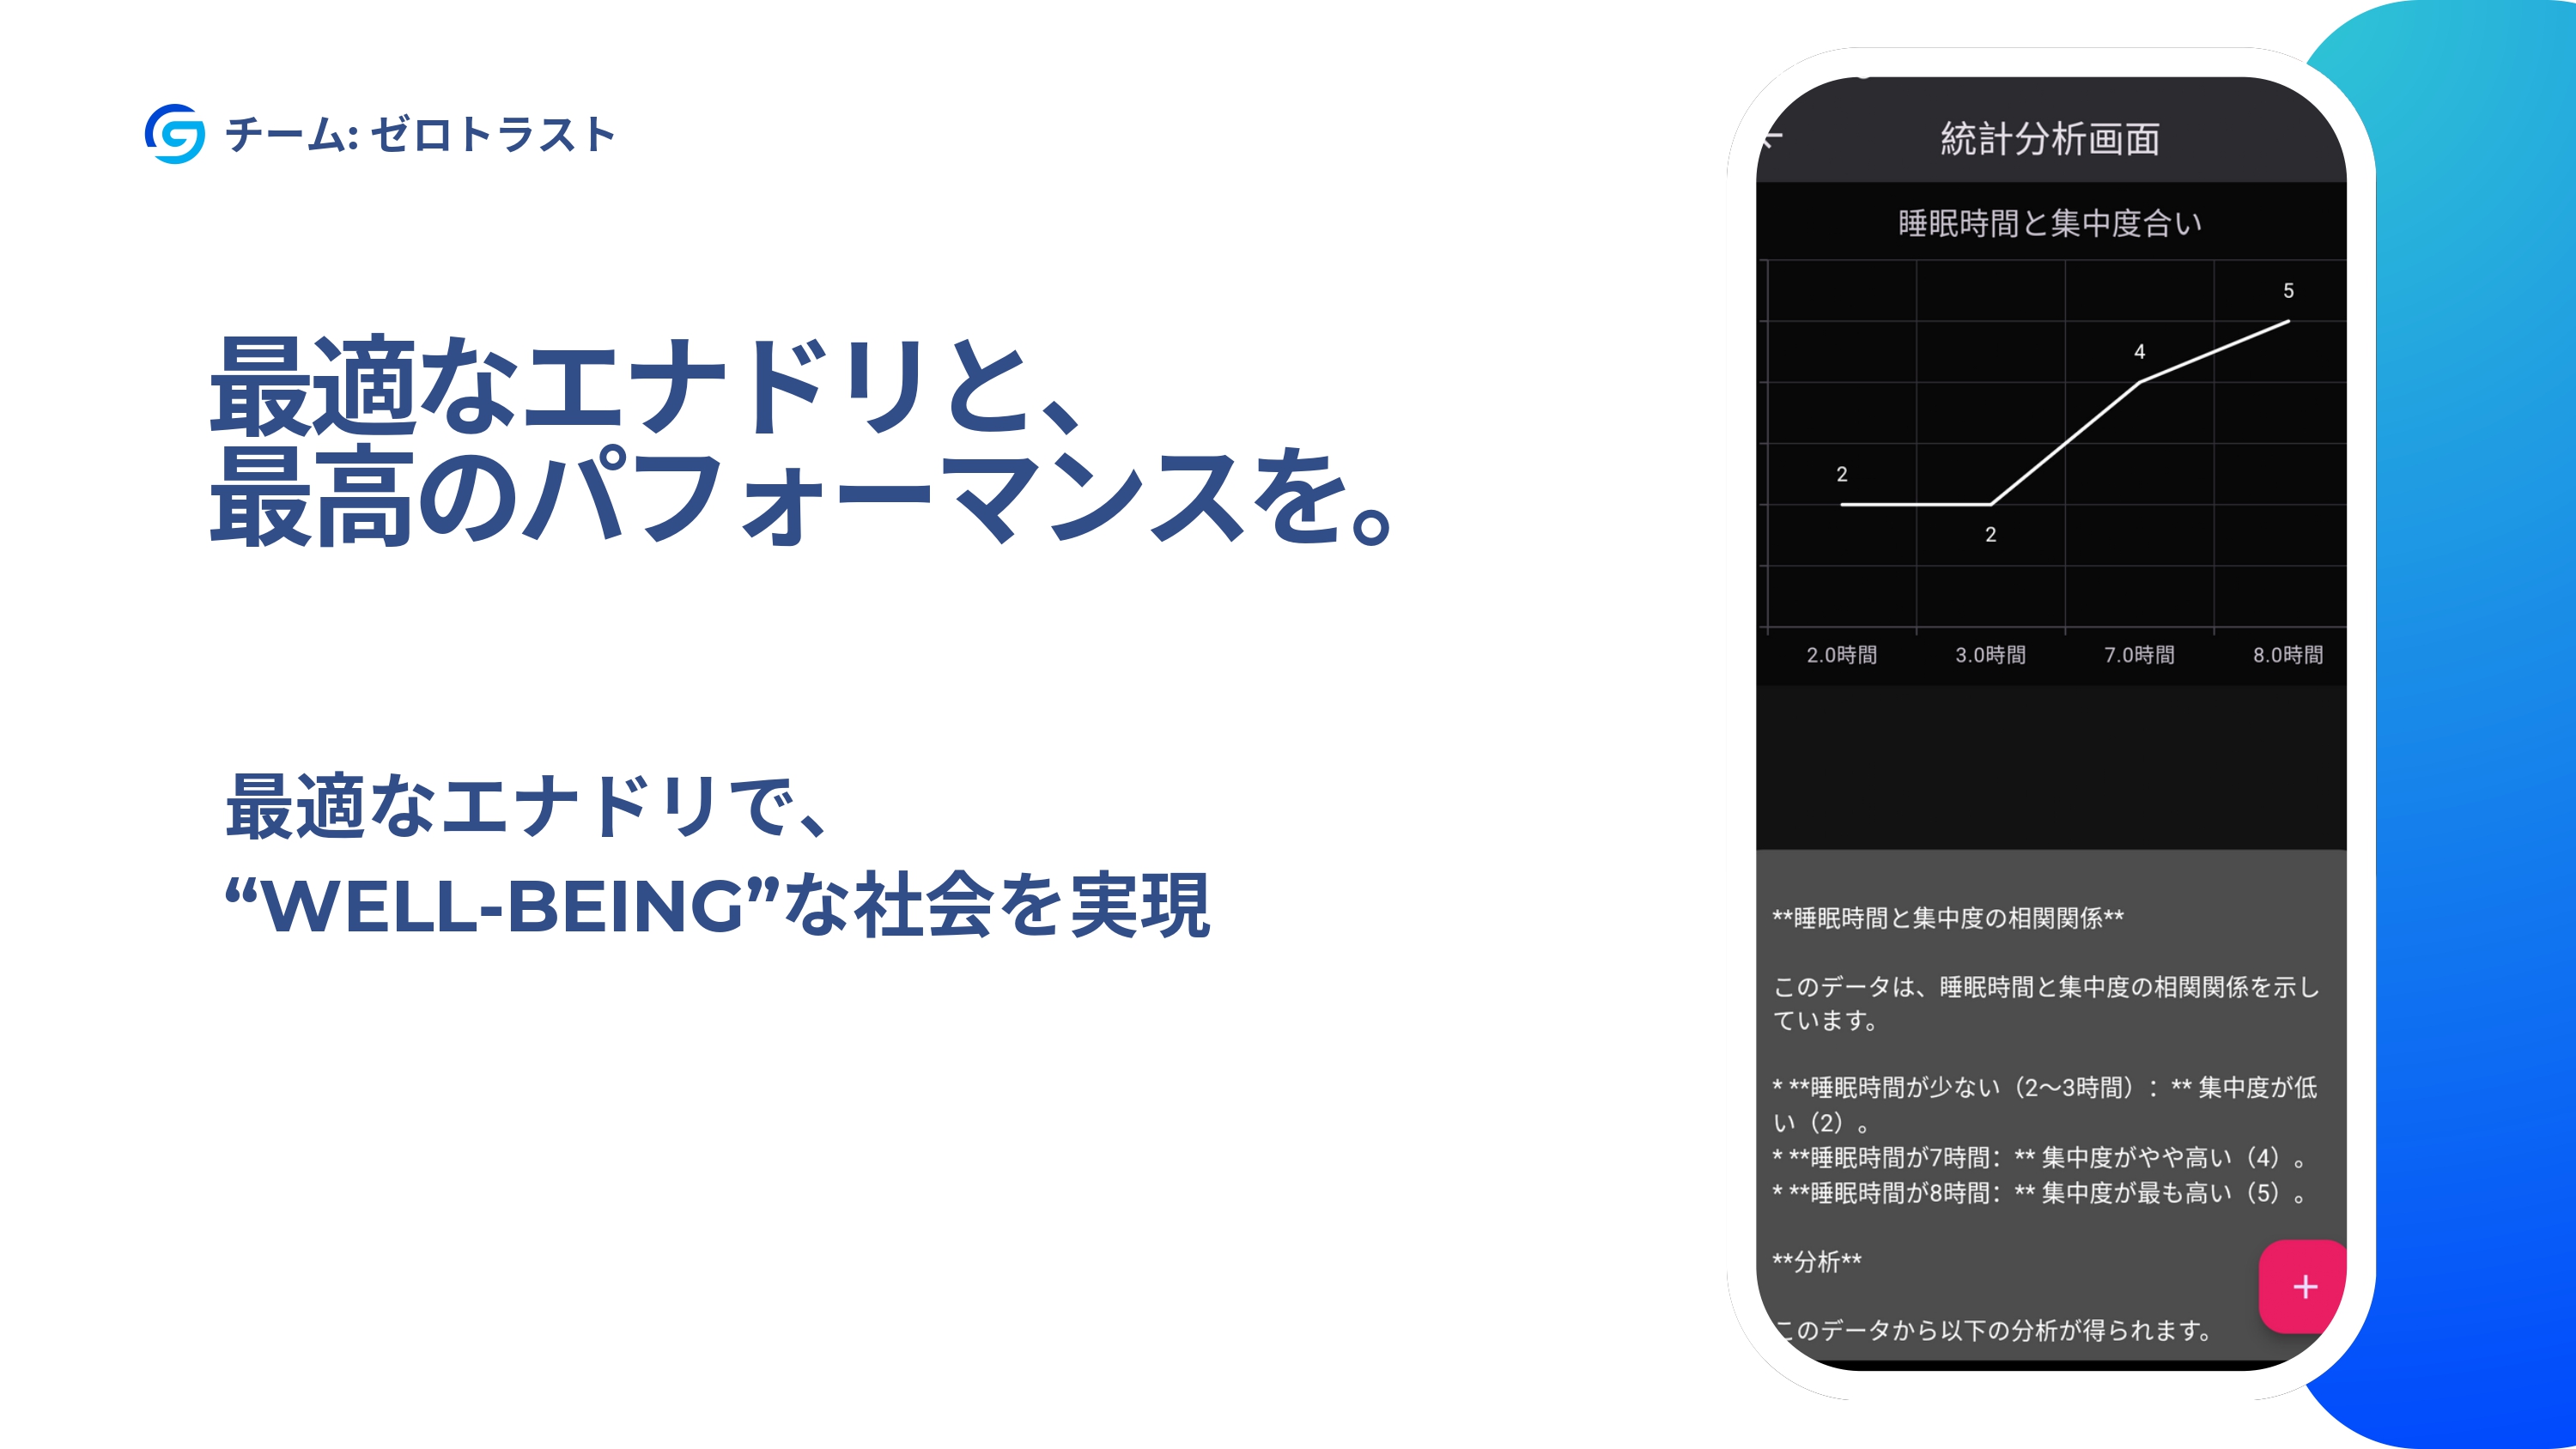 チーム: ゼロトラスト
最適なエナドリと、
最高のパフォーマンスを。
最適なエナドリで、
“WELL-BEING”な社会を実現
統計分析画面
睡眠時間と集中度合い
5
4
2
2
2.0時間 3.0時間 7.0時間 8.0時間
**睡眠時間と集中度の相関関係**
このデータは、睡眠時間と集中度の相関関係を示し
ています。
* **睡眠時間が少ない（2〜3時間）：** 集中度が低
い（2）。
* **睡眠時間が7時間：** 集中度がやや高い（4）。
* **睡眠時間が8時間：** 集中度が最も高い（5）。
**分析**
このデータから以下の分析が得られます。
+